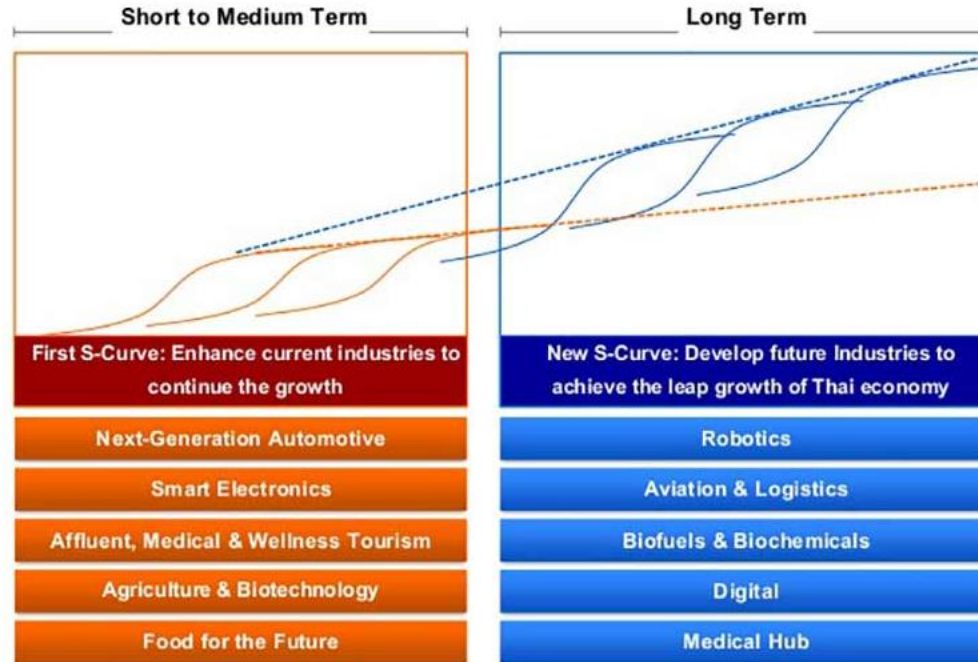 Short to Medium Term
Long Term
First S-Curve: Enhance current industries to
continue the growth
New S-Curve: Develop future Industries to
achieve the leap growth of Thai economy
Next-Generation Automotive
Smart Electronics
Affluent, Medical & Wellness Tourism
Agriculture & Biotechnology
Food for the Future
Robotics
Aviation & Logistics
Biofuels & Biochemicals
Digital
Medical Hub